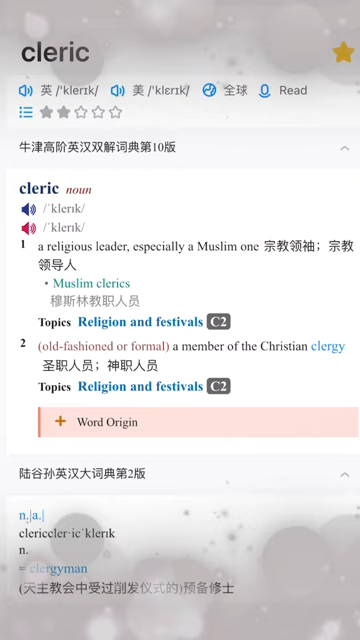 cleric
英 /'klerɪk/ 美 /'klɛrɪk/ 全球 Read
牛津高阶英汉双解词典第10版
cleric noun
/ˈklerɪk/
/ˈklerɪk/
1 a religious leader, especially a Muslim one 宗教领袖；宗教
领导人
• Muslim clerics
穆斯林教职人员
Topics Religion and festivals C2
2 (old-fashioned or formal) a member of the Christian clergy
圣职人员；神职人员
Topics Religion and festivals C2
+ Word Origin
陆谷孙英汉大词典第2版
n.|a.|
clericcler·icˈklerɪk
n.
= clergyman
(天主教会中受过削发仪式的)预备修士